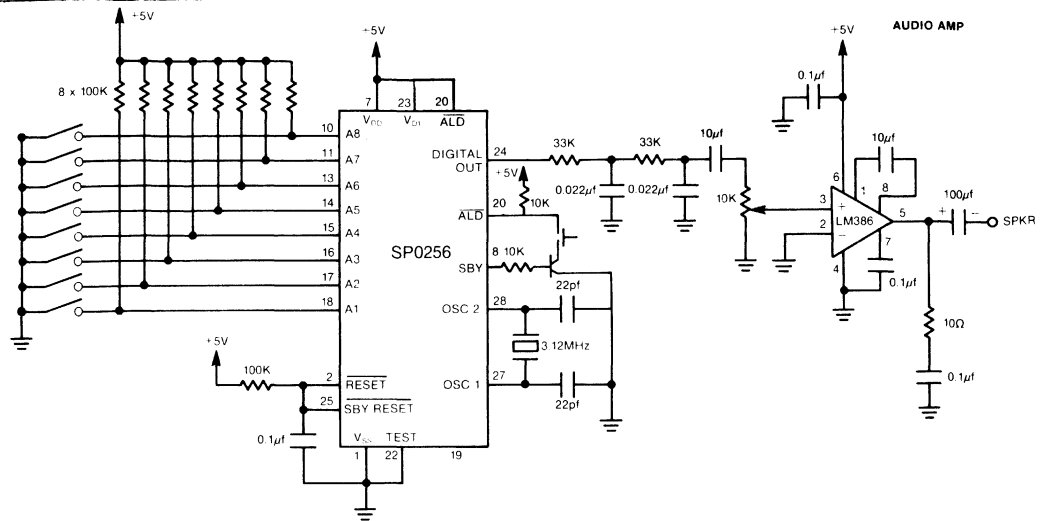 +5V
8 x 100K
10 A8
11 A7
13 A6
14 A5
15 A4
16 A3
17 A2
18 A1
+5V
7 23 20
VDD VD1 ALD
SP0256
DIGITAL OUT 24
+5V
10K
ALD 20
SBY 8 10K
OSC 2 28
22pf
3.12MHz
OSC 1 27
22pf
+5V
100K
2 RESET
25 SBY RESET
0.1µf
VSS TEST
1 22 19
33K
33K
10µf
0.022µf
0.022µf
10K
AUDIO AMP
+5V
0.1µf
10µf
6
1
8
3 +
LM386
2 −
5
7
4
0.1µf
100µf
+ −
SPKR
10Ω
0.1µf